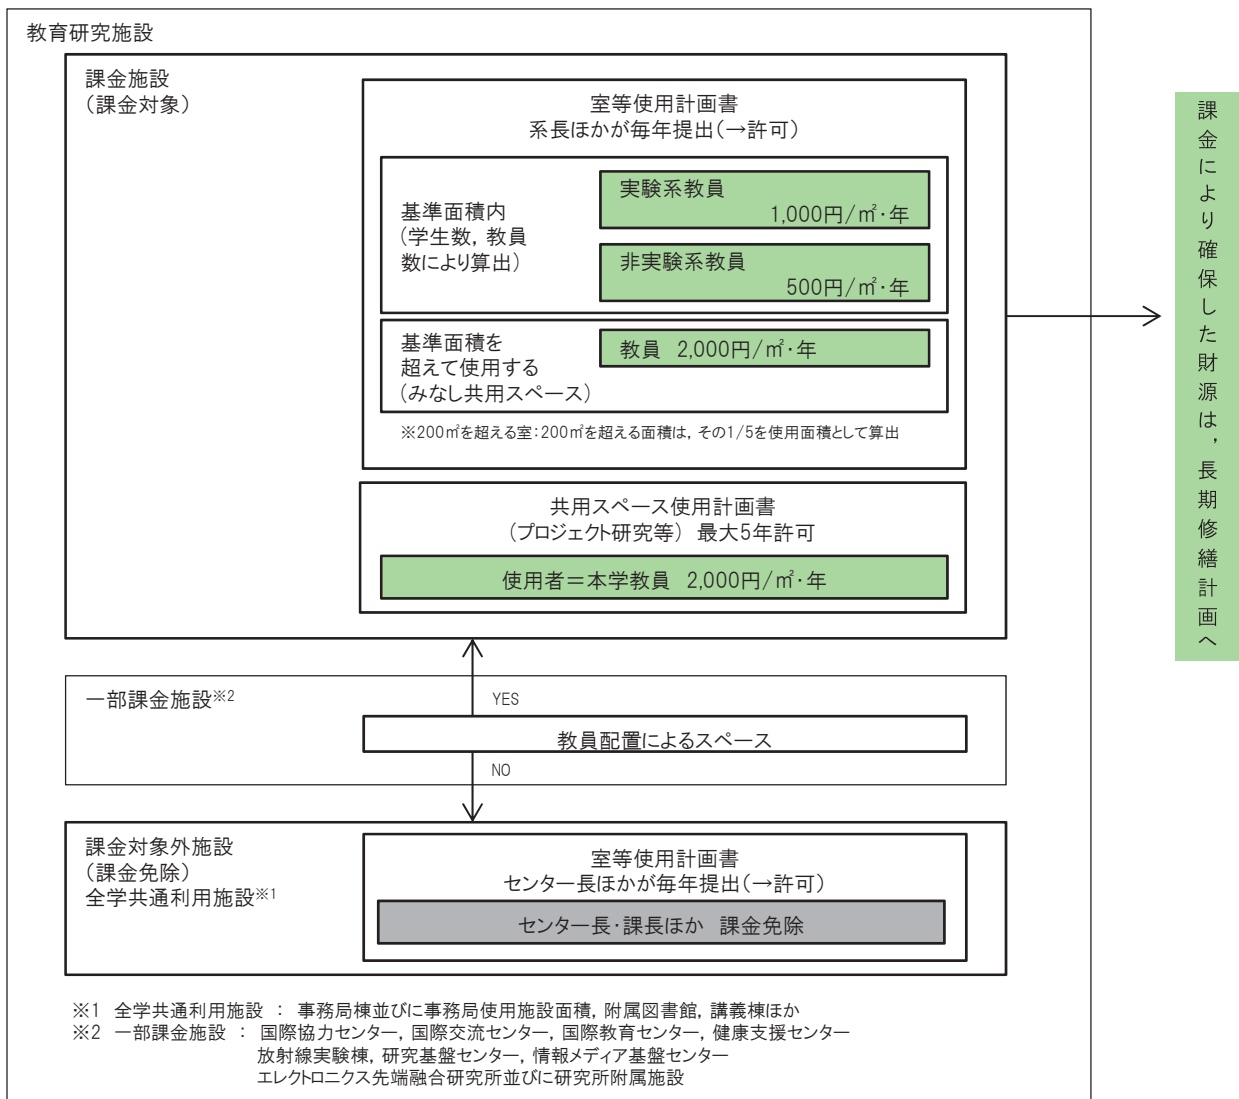 教育研究施設
課金施設
(課金対象)
室等使用計画書
系長ほかが毎年提出(→許可)
基準面積内
(学生数, 教員
数により算出)
実験系教員
1,000円/㎡・年
非実験系教員
500円/㎡・年
基準面積を
超えて使用する
(みなし共用スペース)
教員 2,000円/㎡・年
※200㎡を超える室:200㎡を超える面積は, その1/5を使用面積として算出
共用スペース使用計画書
(プロジェクト研究等) 最大5年許可
使用者=本学教員 2,000円/㎡・年
課金により確保した財源は, 長期修繕計画へ
一部課金施設※2
YES
教員配置によるスペース
NO
課金対象外施設
(課金免除)
全学共通利用施設※1
室等使用計画書
センター長ほかが毎年提出(→許可)
センター長・課長ほか 課金免除
※1 全学共通利用施設 : 事務局棟並びに事務局使用施設面積, 附属図書館, 講義棟ほか
※2 一部課金施設 : 国際協力センター, 国際交流センター, 国際教育センター, 健康支援センター
放射線実験棟, 研究基盤センター, 情報メディア基盤センター
エレクトロニクス先端融合研究所並びに研究所附属施設